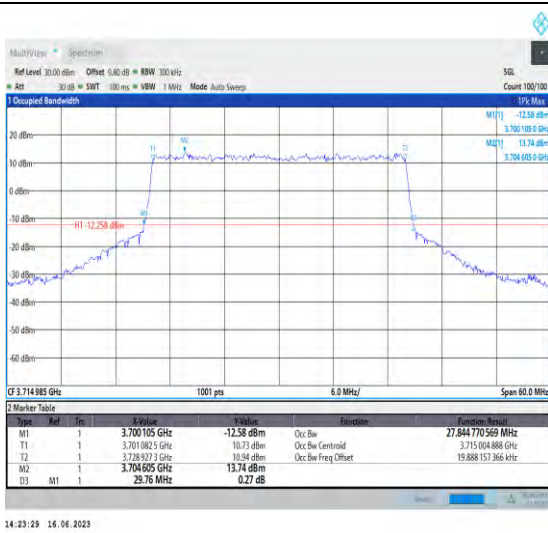 MultiView Spectrum
Ref Level 30.00 dBm Offset 0.80 dB RBW 300 kHz SGL
Att 30 dB SWT 100 ms VBW 1 MHz Mode Auto Sweep Count 100/100
1 Occupied Bandwidth 1Pk Max
M1[1] -12.58 dBm
3.700 105 0 GHz
20 dBm
T1 M2 T2
M2[1] 13.74 dBm
3.704 605 0 GHz
10 dBm
0 dBm
-10 dBm
M1
H1 -12.258 dBm
-20 dBm
-30 dBm
-40 dBm
-50 dBm
-60 dBm
CF 3.714 985 GHz 1001 pts 6.0 MHz/ Span 60.0 MHz
2 Marker Table
Type Ref Trc X-Value Y-Value Function Function Result
M1 1 3.700105 GHz -12.58 dBm Occ Bw 27.844 770 569 MHz
T1 1 3.701 082 5 GHz 10.73 dBm Occ Bw Centroid 3.715 004 888 GHz
T2 1 3.728 927 3 GHz 10.94 dBm Occ Bw Freq Offset 19.888 157 366 kHz
M2 1 3.704605 GHz 13.74 dBm
D3 M1 1 29.76 MHz 0.27 dB
14:23:29 16.06.2023